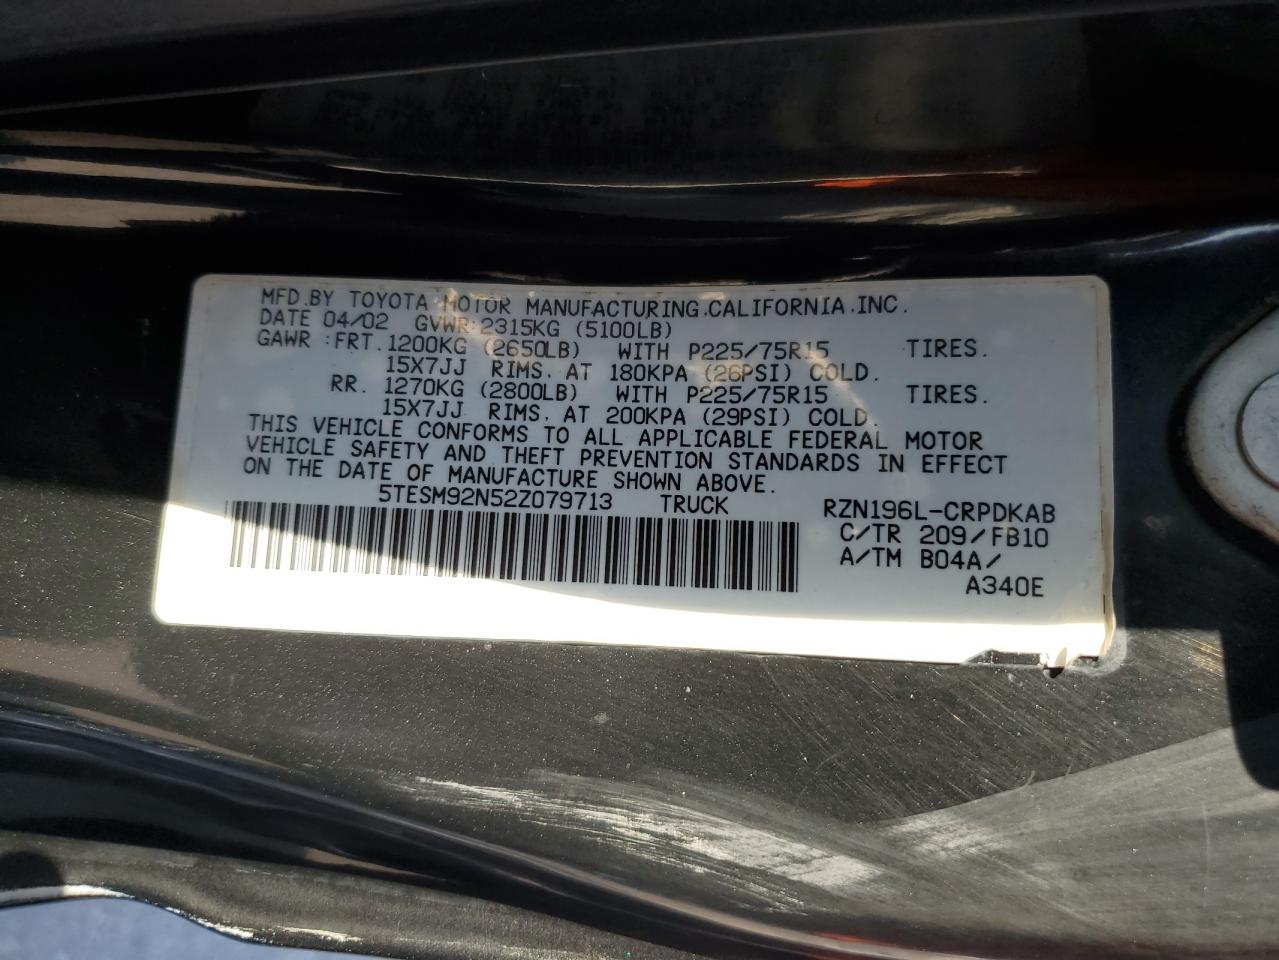 MFD.BY TOYOTA MOTOR MANUFACTURING.CALIFORNIA.INC.
DATE 04/02 GVWR:2315KG (5100LB)
GAWR :FRT.1200KG (2650LB) WITH P225/75R15 TIRES.
15X7JJ RIMS. AT 180KPA (26PSI) COLD.
RR. 1270KG (2800LB) WITH P225/75R15 TIRES.
15X7JJ RIMS. AT 200KPA (29PSI) COLD.
THIS VEHICLE CONFORMS TO ALL APPLICABLE FEDERAL MOTOR
VEHICLE SAFETY AND THEFT PREVENTION STANDARDS IN EFFECT
ON THE DATE OF MANUFACTURE SHOWN ABOVE.
5TESM92N52Z079713 TRUCK RZN196L-CRPDKAB
C/TR 209/FB10
A/TM B04A/
A340E